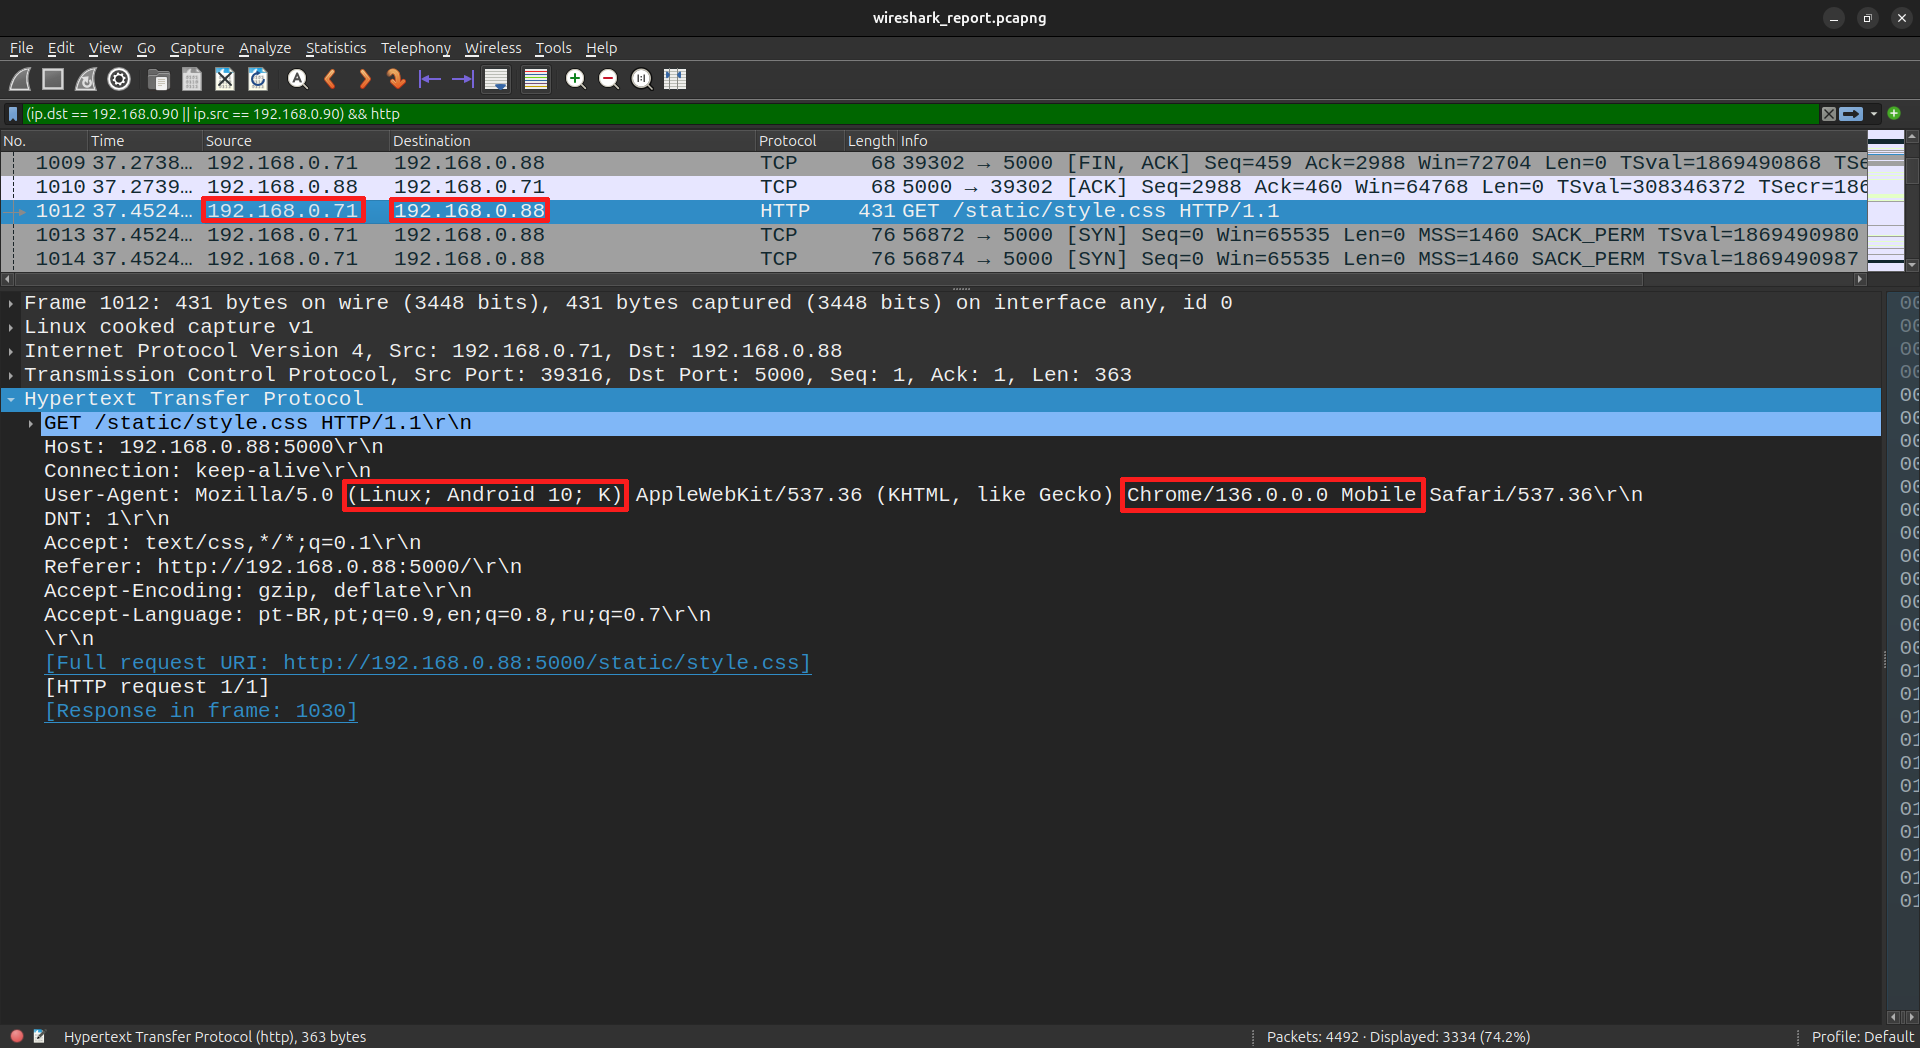 wireshark_report.pcapng
File Edit View Go Capture Analyze Statistics Telephony Wireless Tools Help
(ip.dst == 192.168.0.90 || ip.src == 192.168.0.90) && http
No. Time Source Destination Protocol Length Info
1009 37.2738… 192.168.0.71 192.168.0.88 TCP 68 39302 → 5000 [FIN, ACK] Seq=459 Ack=2988 Win=72704 Len=0 TSval=1869490868 TSe
1010 37.2739… 192.168.0.88 192.168.0.71 TCP 68 5000 → 39302 [ACK] Seq=2988 Ack=460 Win=64768 Len=0 TSval=308346372 TSecr=186
1012 37.4524… 192.168.0.71 192.168.0.88 HTTP 431 GET /static/style.css HTTP/1.1
1013 37.4524… 192.168.0.71 192.168.0.88 TCP 76 56872 → 5000 [SYN] Seq=0 Win=65535 Len=0 MSS=1460 SACK_PERM TSval=1869490980
1014 37.4524… 192.168.0.71 192.168.0.88 TCP 76 56874 → 5000 [SYN] Seq=0 Win=65535 Len=0 MSS=1460 SACK_PERM TSval=1869490987
Frame 1012: 431 bytes on wire (3448 bits), 431 bytes captured (3448 bits) on interface any, id 0
Linux cooked capture v1
Internet Protocol Version 4, Src: 192.168.0.71, Dst: 192.168.0.88
Transmission Control Protocol, Src Port: 39316, Dst Port: 5000, Seq: 1, Ack: 1, Len: 363
Hypertext Transfer Protocol
GET /static/style.css HTTP/1.1\r\n
Host: 192.168.0.88:5000\r\n
Connection: keep-alive\r\n
User-Agent: Mozilla/5.0 (Linux; Android 10; K) AppleWebKit/537.36 (KHTML, like Gecko) Chrome/136.0.0.0 Mobile Safari/537.36\r\n
DNT: 1\r\n
Accept: text/css,*/*;q=0.1\r\n
Referer: http://192.168.0.88:5000/\r\n
Accept-Encoding: gzip, deflate\r\n
Accept-Language: pt-BR,pt;q=0.9,en;q=0.8,ru;q=0.7\r\n
\r\n
[Full request URI: http://192.168.0.88:5000/static/style.css]
[HTTP request 1/1]
[Response in frame: 1030]
Hypertext Transfer Protocol (http), 363 bytes
Packets: 4492 · Displayed: 3334 (74.2%)
Profile: Default